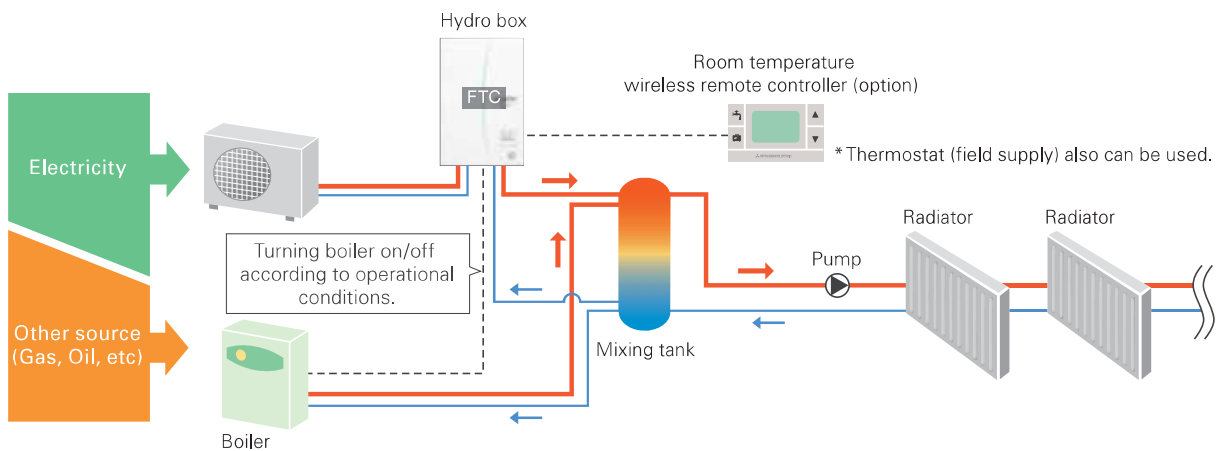 Hydro box
FTC
Room temperature
wireless remote controller (option)
* Thermostat (field supply) also can be used.
Electricity
Radiator
Radiator
Turning boiler on/off
according to operational
conditions.
Pump
Other source
(Gas, Oil, etc)
Mixing tank
Boiler